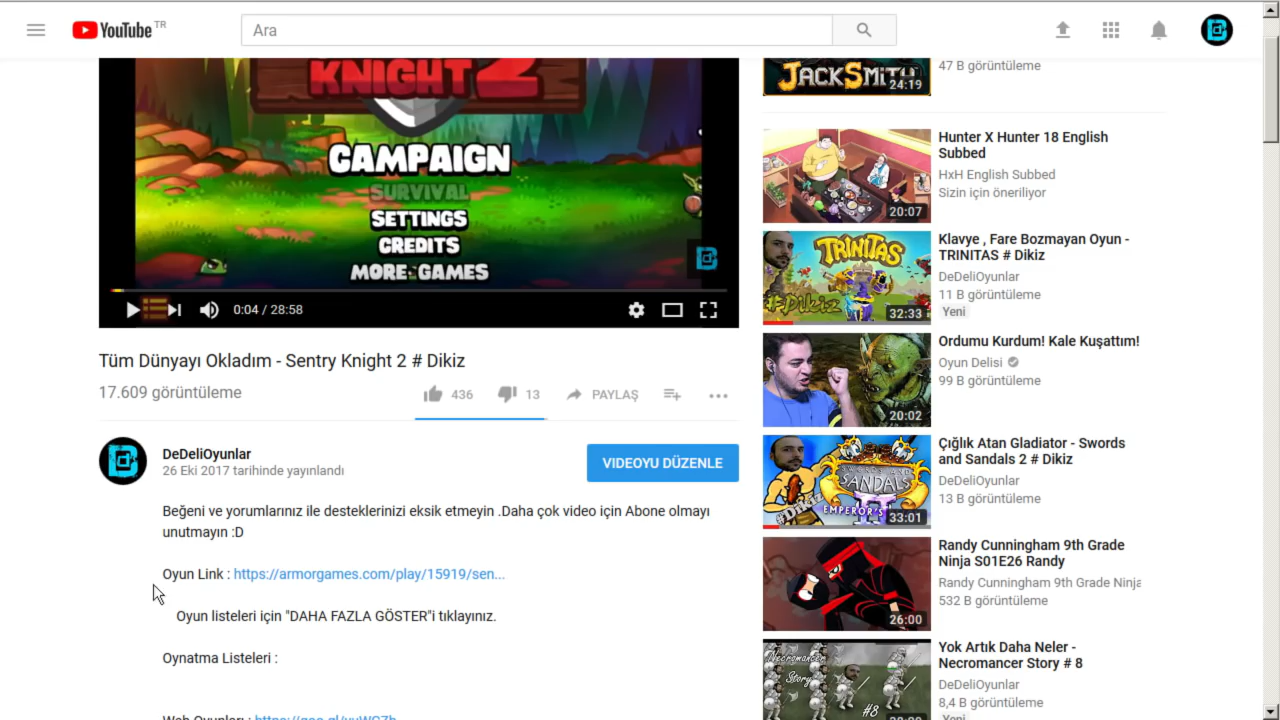 YouTube TR
Ara
KNIGHT 2
CAMPAIGN
SURVIVAL
SETTINGS
CREDITS
MORE GAMES
0:04 / 28:58
Tüm Dünyayı Okladım - Sentry Knight 2 # Dikiz
17.609 görüntüleme
436
13
PAYLAŞ
DeDeliOyunlar
26 Eki 2017 tarihinde yayınlandı
VIDEOYU DÜZENLE
Beğeni ve yorumlarınız ile desteklerinizi eksik etmeyin .Daha çok video için Abone olmayı
unutmayın :D
Oyun Link : https://armorgames.com/play/15919/sen...
Oyun listeleri için "DAHA FAZLA GÖSTER"i tıklayınız.
Oynatma Listeleri :
Web Oyunları :
JACKSMITH
24:19
47 B görüntüleme
20:07
Hunter X Hunter 18 English
Subbed
HxH English Subbed
Sizin için öneriliyor
TRINITAS
#Dikiz
32:33
Klavye , Fare Bozmayan Oyun -
TRINITAS # Dikiz
DeDeliOyunlar
11 B görüntüleme
Yeni
20:02
Ordumu Kurdum! Kale Kuşattım!
Oyun Delisi
99 B görüntüleme
SWORDS AND
SANDALS
EMPEROR'S
#Dikiz
33:01
Çığlık Atan Gladiator - Swords
and Sandals 2 # Dikiz
DeDeliOyunlar
13 B görüntüleme
26:00
Randy Cunningham 9th Grade
Ninja S01E26 Randy
Randy Cunningham 9th Grade Ninja
532 B görüntüleme
Necromancer
Story
#8
Yok Artık Daha Neler -
Necromancer Story # 8
DeDeliOyunlar
8,4 B görüntüleme
Yeni